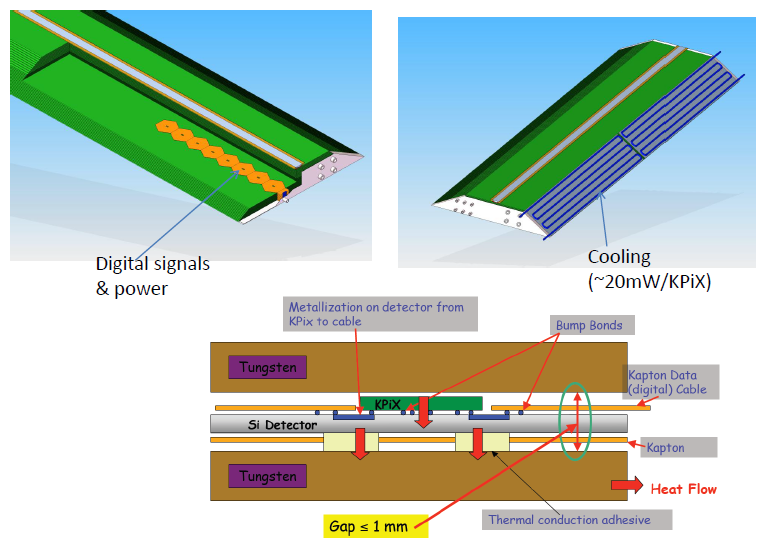 Digital signals
& power
Cooling
(~20mW/KPiX)
Metallization on detector from
KPix to cable
Bump Bonds
Tungsten
Kapton Data
(digital) Cable
KPiX
Si Detector
Kapton
Tungsten
Heat Flow
Gap ≤ 1 mm
Thermal conduction adhesive